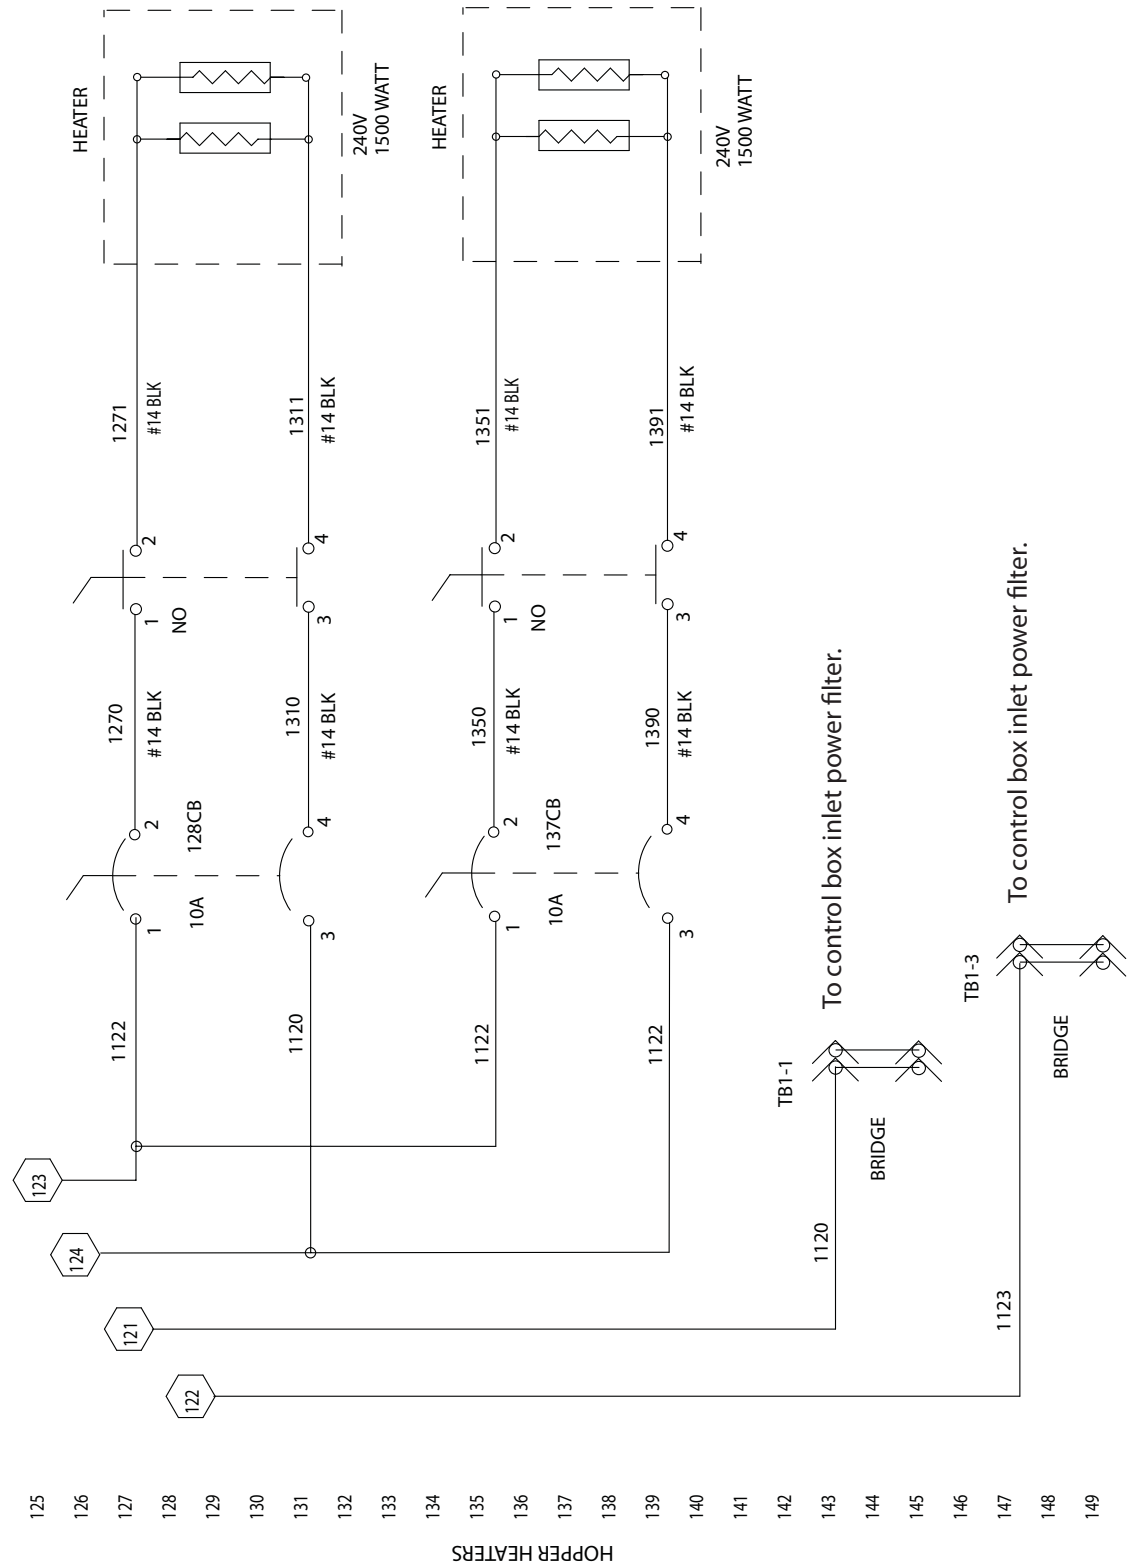 HOPPER HEATERS
125
126
127
128
129
130
131
132
133
134
135
136
137
138
139
140
141
142
143
144
145
146
147
148
149
123
124
121
122
1122
1
10A
2
128CB
1270
#14 BLK
1
NO
2
1271
#14 BLK
HEATER
240V
1500 WATT
1120
3
4
1310
#14 BLK
3
4
1311
#14 BLK
1122
1
10A
2
137CB
1350
#14 BLK
1
NO
2
1351
#14 BLK
HEATER
240V
1500 WATT
1122
3
4
1390
#14 BLK
3
4
1391
#14 BLK
1120
TB1-1
BRIDGE
To control box inlet power filter.
1123
TB1-3
BRIDGE
To control box inlet power filter.